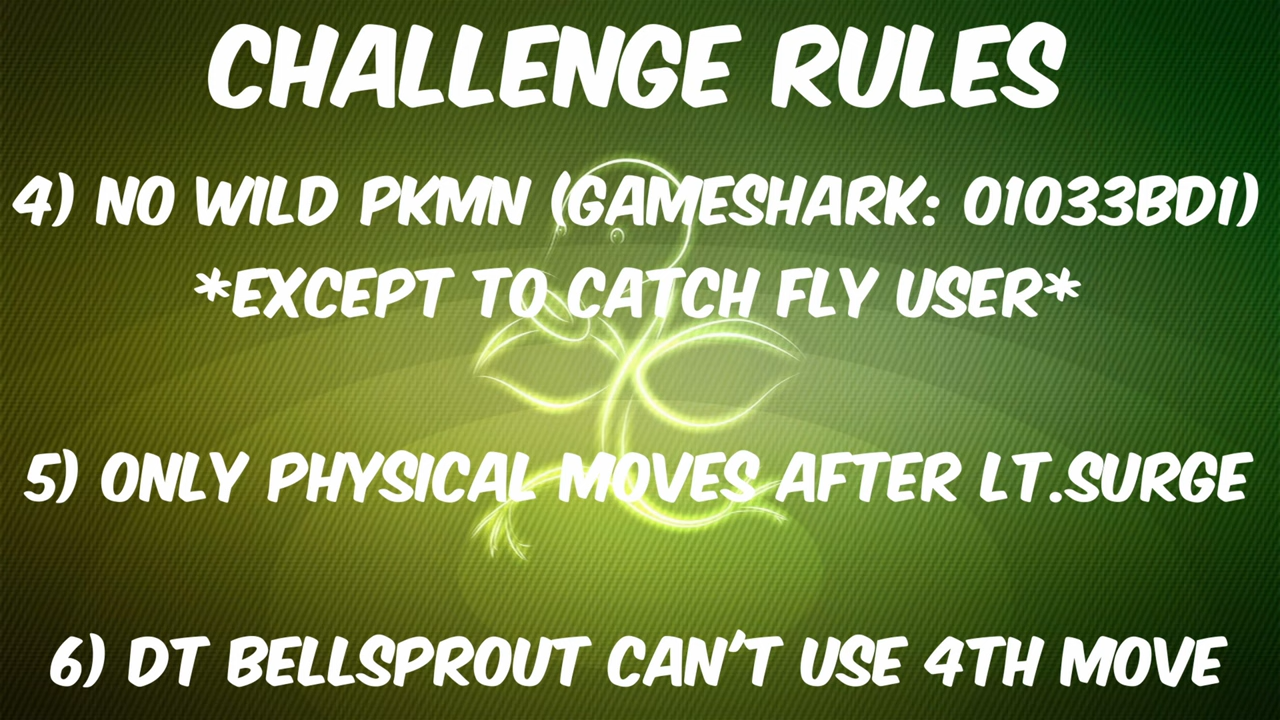 CHALLENGE RULES
4) NO WILD PKMN (GAMESHARK: 01033BD1)
*EXCEPT TO CATCH FLY USER*
5) ONLY PHYSICAL MOVES AFTER LT.SURGE
6) DT BELLSPROUT CAN'T USE 4TH MOVE